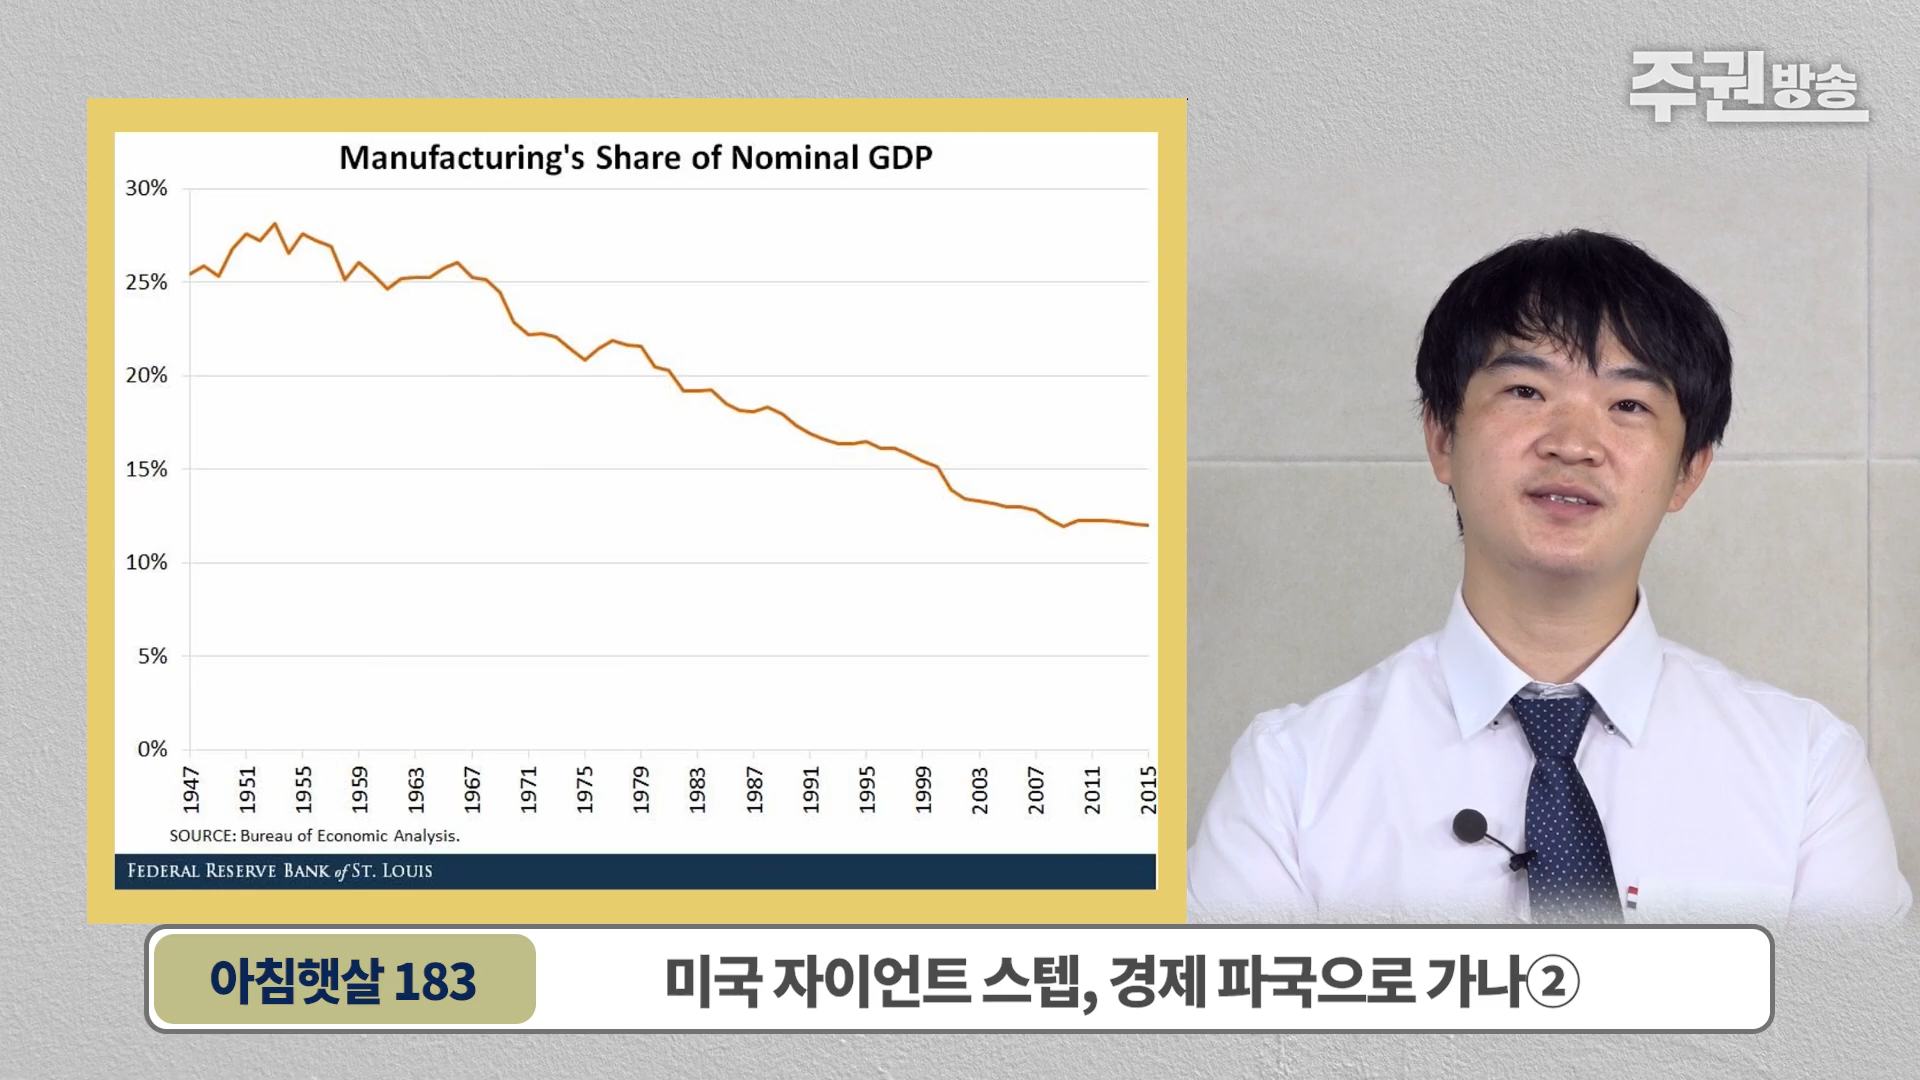 주권방송
Manufacturing's Share of Nominal GDP
30%
25%
20%
15%
10%
5%
0%
1947 1951 1955 1959 1963 1967 1971 1975 1979 1983 1987 1991 1995 1999 2003 2007 2011 2015
SOURCE: Bureau of Economic Analysis.
FEDERAL RESERVE BANK of ST. LOUIS
아침햇살 183
미국 자이언트 스텝, 경제 파국으로 가나②